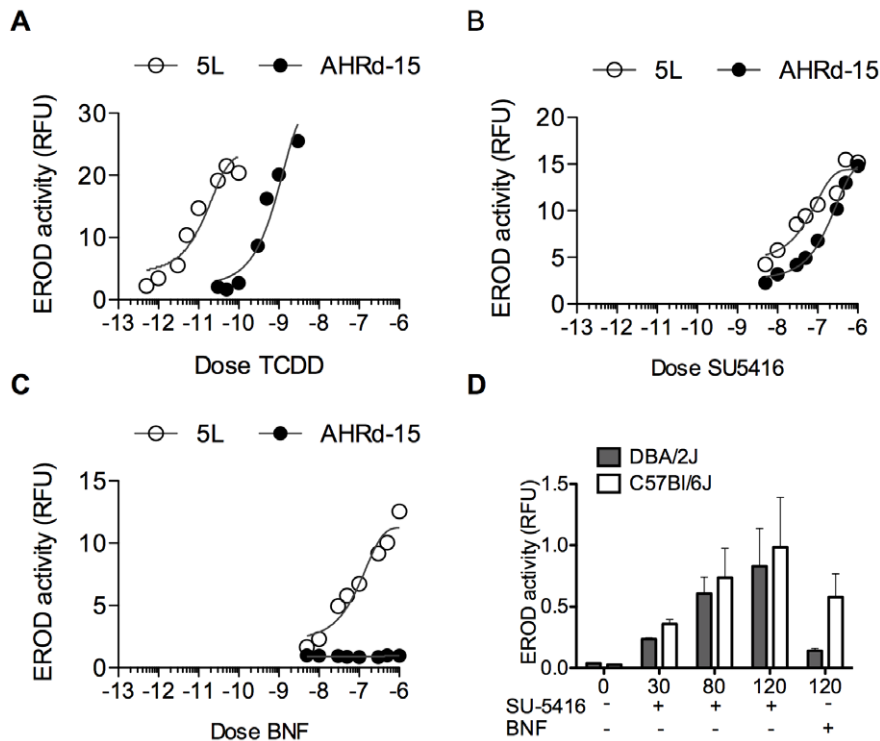 A
5L AHRd-15
EROD activity (RFU)
30
20
10
0
-13 -12 -11 -10 -9 -8 -7 -6
Dose TCDD
B
5L AHRd-15
EROD activity (RFU)
20
15
10
5
0
-13 -12 -11 -10 -9 -8 -7 -6
Dose SU5416
C
5L AHRd-15
EROD activity (RFU)
15
10
5
0
-13 -12 -11 -10 -9 -8 -7 -6
Dose BNF
D
DBA/2J
C57Bl/6J
EROD activity (RFU)
1.5
1.0
0.5
0.0
0 30 80 120 120
SU-5416 - + + + -
BNF - - - - +